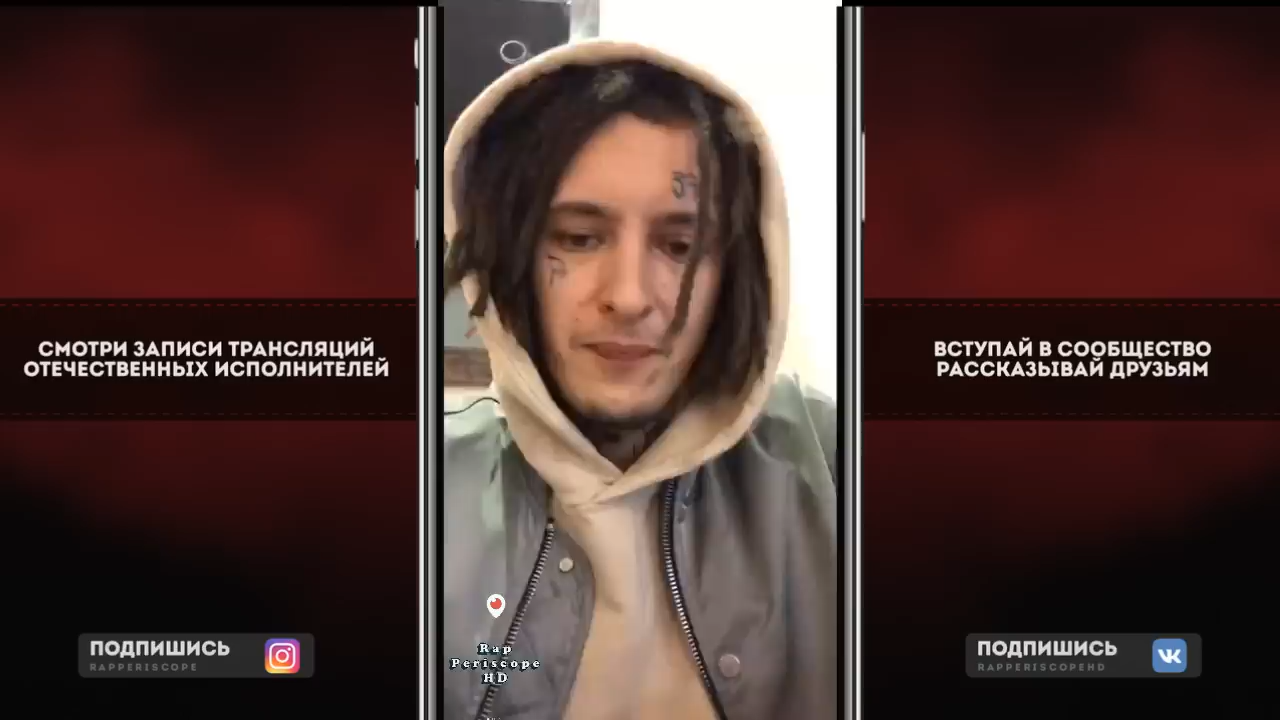 СМОТРИ ЗАПИСИ ТРАНСЛЯЦИЙ
ОТЕЧЕСТВЕННЫХ ИСПОЛНИТЕЛЕЙ
ПОДПИШИСЬ
RAPPERISCOPE
Rap
Periscope
HD
ВСТУПАЙ В СООБЩЕСТВО
РАССКАЗЫВАЙ ДРУЗЬЯМ
ПОДПИШИСЬ
RAPPERISCOPEHD